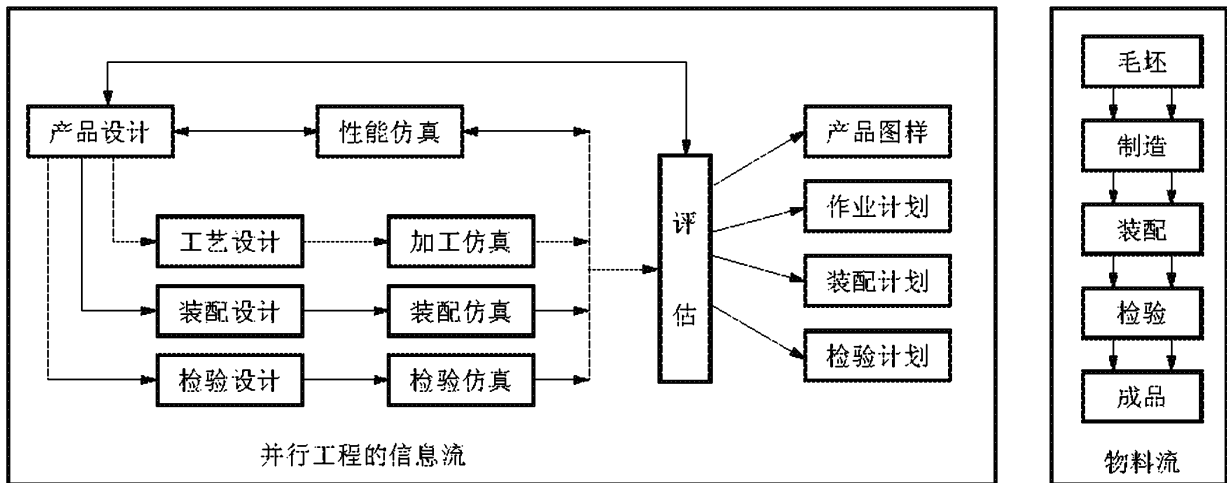 产品设计
性能仿真
工艺设计
加工仿真
装配设计
装配仿真
检验设计
检验仿真
评估
产品图样
作业计划
装配计划
检验计划
并行工程的信息流
毛坯
制造
装配
检验
成品
物料流